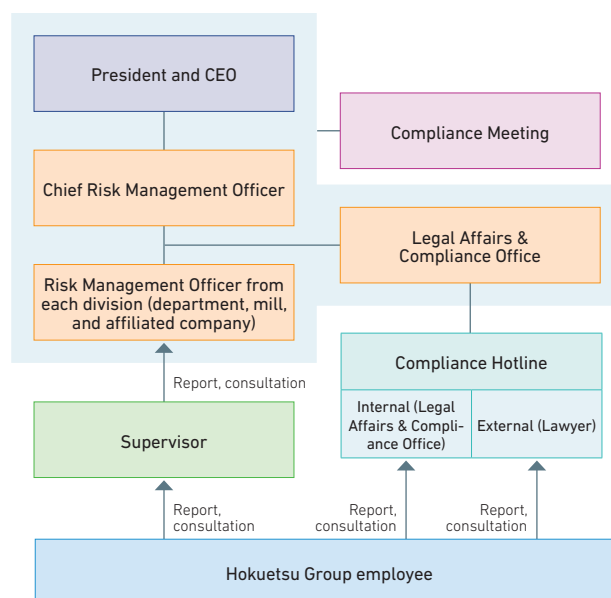 President and CEO
Compliance Meeting
Chief Risk Management Officer
Legal Affairs &
Compliance Office
Risk Management Officer from
each division (department, mill,
and affiliated company)
Report, consultation
Compliance Hotline
Internal (Legal
Affairs & Compli-
ance Office)
External (Lawyer)
Supervisor
Report,
consultation
Report,
consultation
Report,
consultation
Hokuetsu Group employee